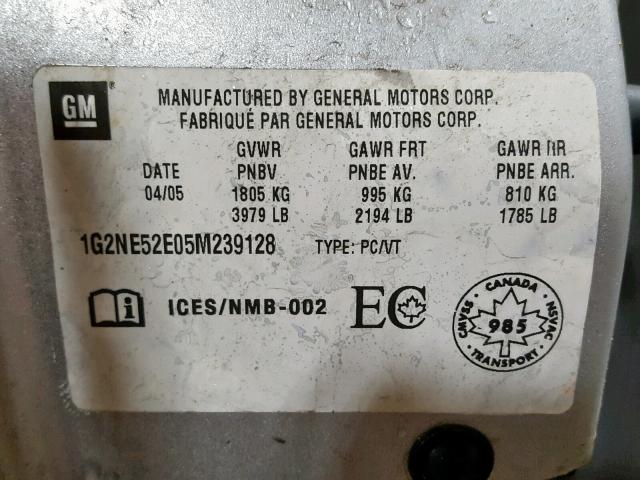 GM
MANUFACTURED BY GENERAL MOTORS CORP.
FABRIQUÉ PAR GENERAL MOTORS CORP.
GVWR GAWR FRT GAWR RR
DATE PNBV PNBE AV. PNBE ARR.
04/05 1805 KG 995 KG 810 KG
3979 LB 2194 LB 1785 LB
1G2NE52E05M239128 TYPE: PC/VT
ICES/NMB-002 EC
CANADA
CMVSS 985 NSVAC
TRANSPORT